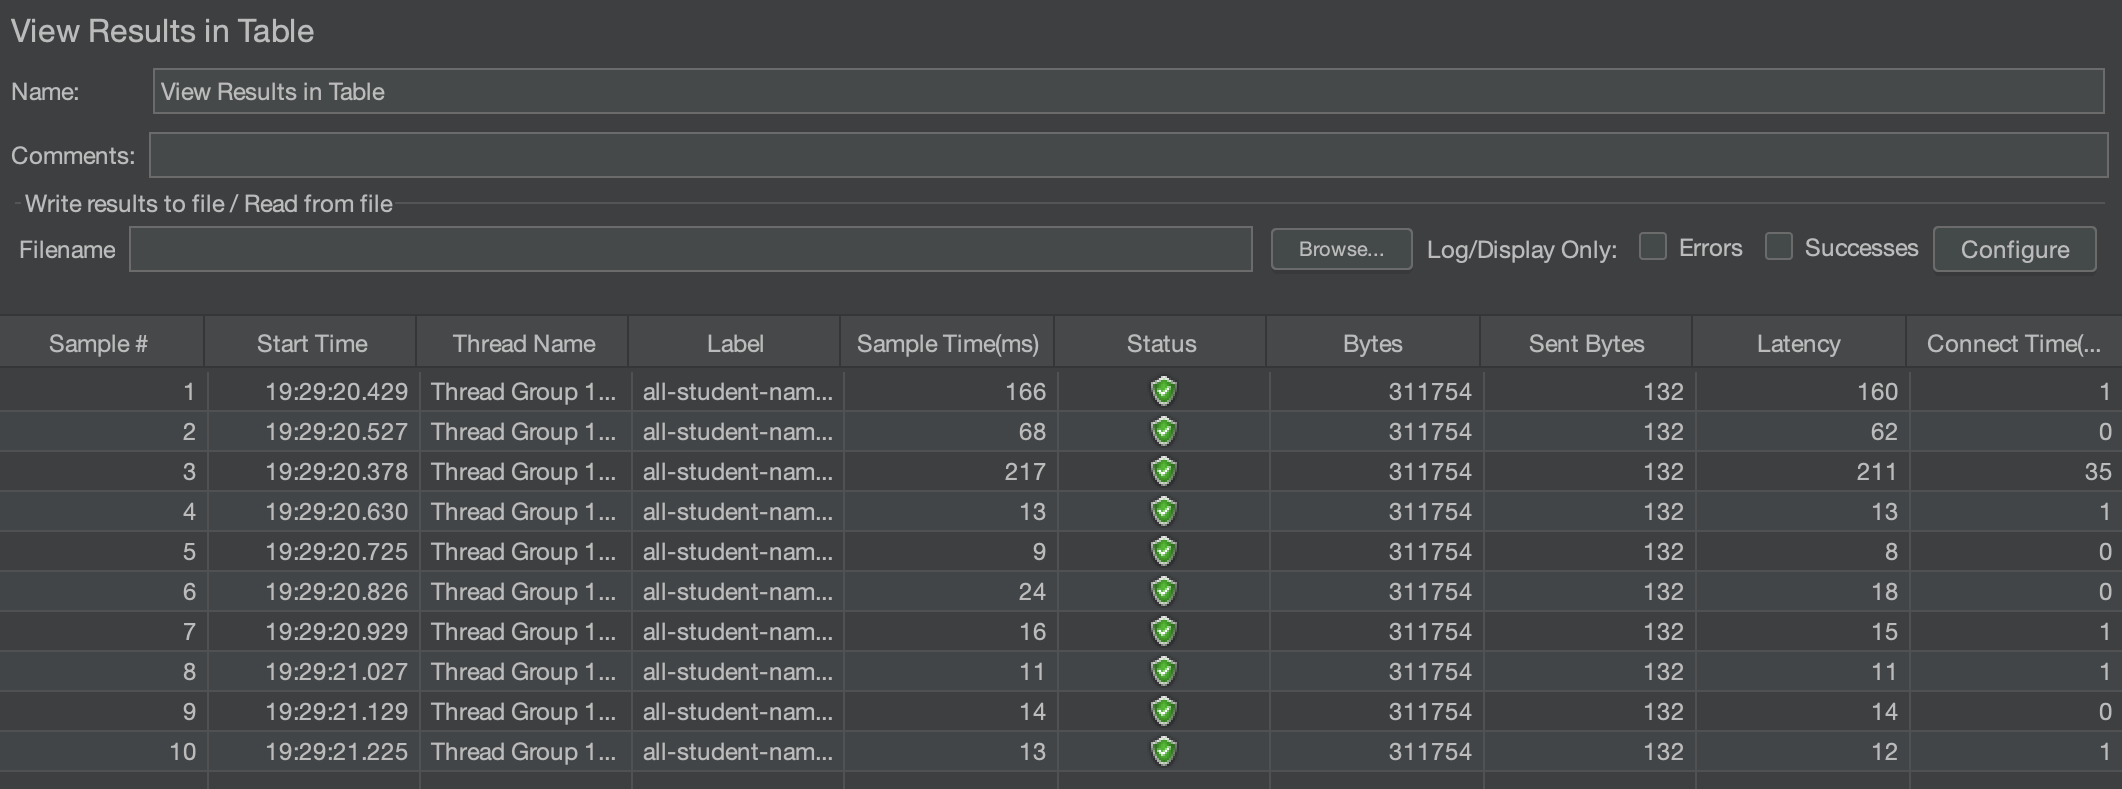 View Results in Table
Name: View Results in Table
Comments:
Write results to file / Read from file
Filename Browse... Log/Display Only: Errors Successes Configure
Sample # Start Time Thread Name Label Sample Time(ms) Status Bytes Sent Bytes Latency Connect Time(...
1 19:29:20.429 Thread Group 1... all-student-nam... 166 311754 132 160 1
2 19:29:20.527 Thread Group 1... all-student-nam... 68 311754 132 62 0
3 19:29:20.378 Thread Group 1... all-student-nam... 217 311754 132 211 35
4 19:29:20.630 Thread Group 1... all-student-nam... 13 311754 132 13 1
5 19:29:20.725 Thread Group 1... all-student-nam... 9 311754 132 8 0
6 19:29:20.826 Thread Group 1... all-student-nam... 24 311754 132 18 0
7 19:29:20.929 Thread Group 1... all-student-nam... 16 311754 132 15 1
8 19:29:21.027 Thread Group 1... all-student-nam... 11 311754 132 11 1
9 19:29:21.129 Thread Group 1... all-student-nam... 14 311754 132 14 0
10 19:29:21.225 Thread Group 1... all-student-nam... 13 311754 132 12 1